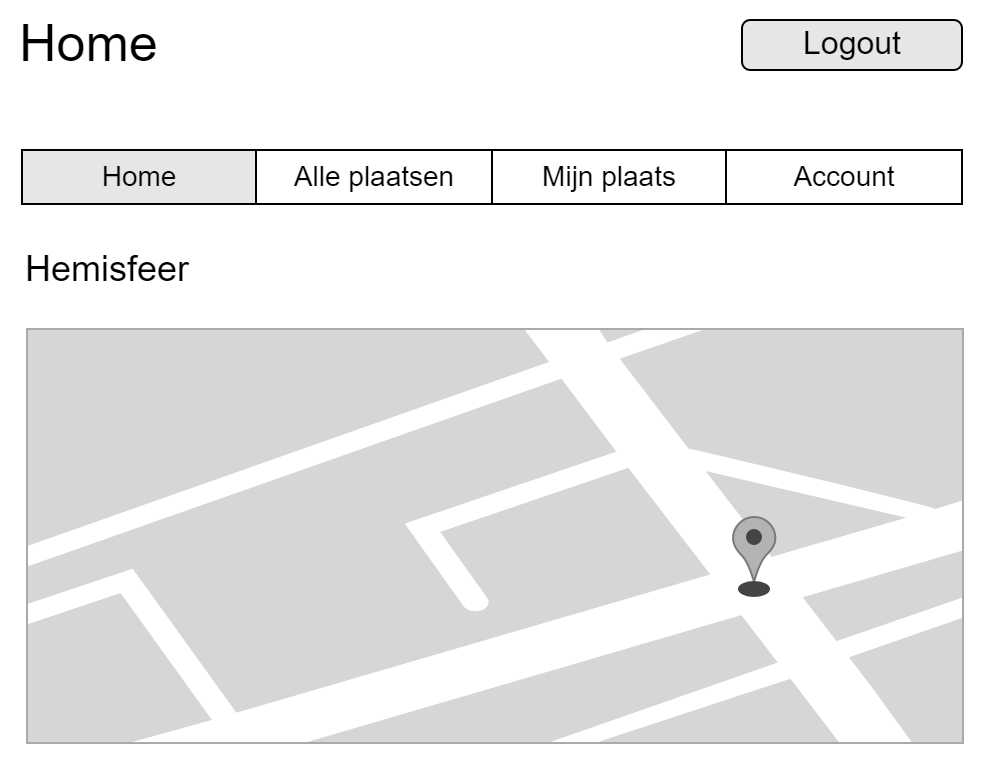 Home
Logout
Home
Alle plaatsen
Mijn plaats
Account
Hemisfeer